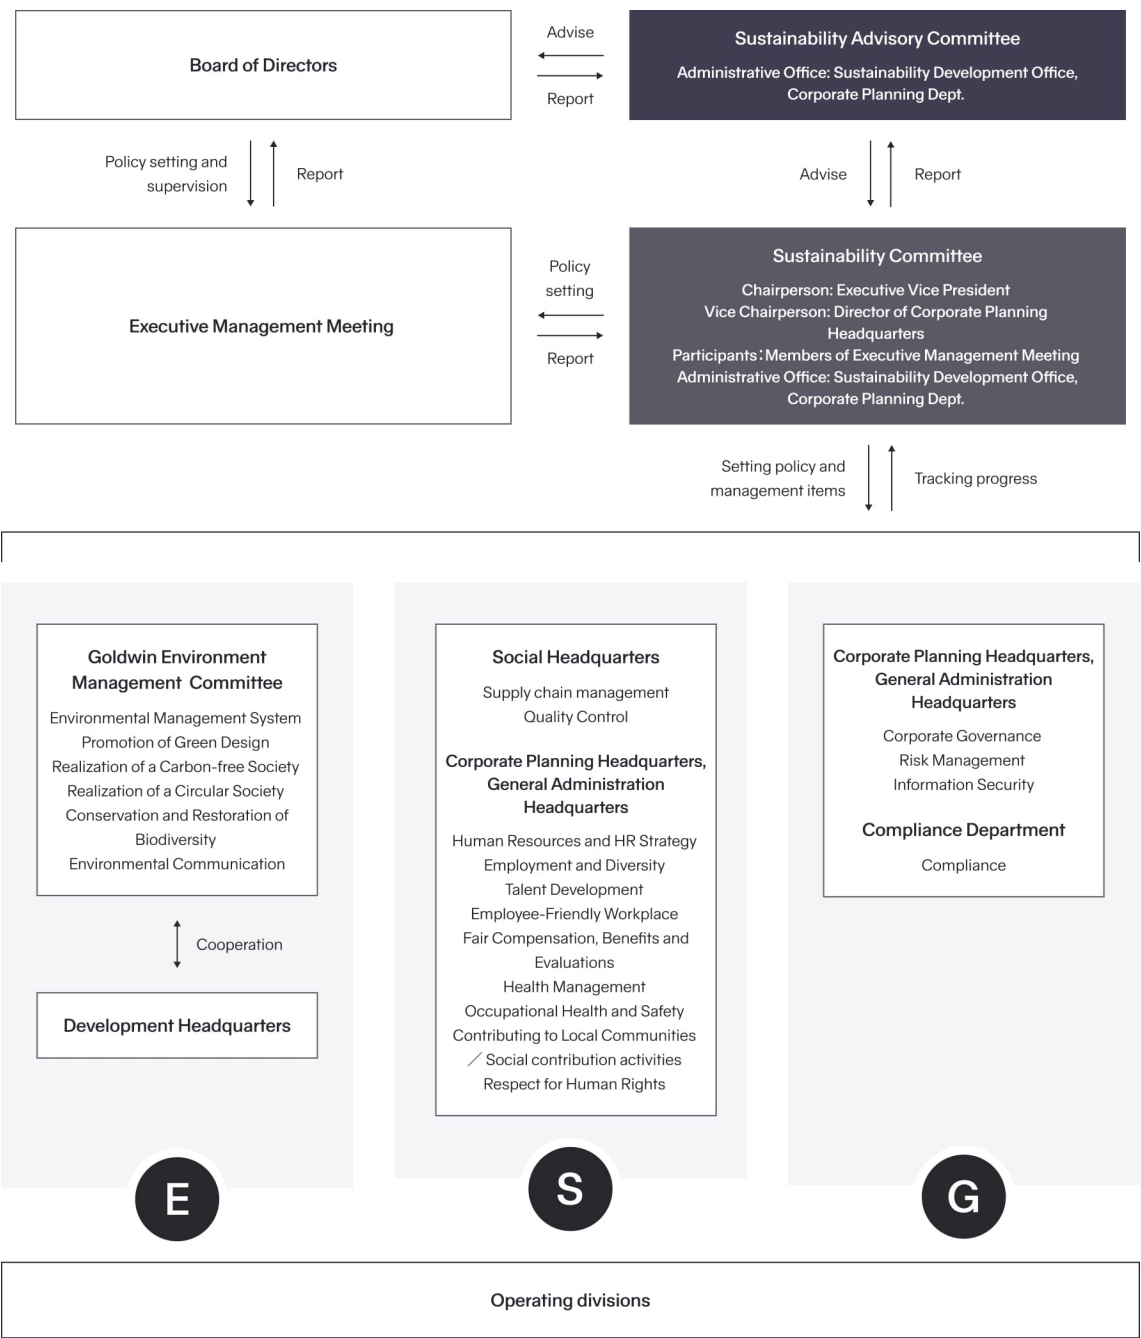 Board of Directors
Advise
Report
Sustainability Advisory Committee
Administrative Office: Sustainability Development Office,
Corporate Planning Dept.
Policy setting and
supervision
Report
Advise
Report
Executive Management Meeting
Policy
setting
Report
Sustainability Committee
Chairperson: Executive Vice President
Vice Chairperson: Director of Corporate Planning
Headquarters
Participants：Members of Executive Management Meeting
Administrative Office: Sustainability Development Office,
Corporate Planning Dept.
Setting policy and
management items
Tracking progress
Goldwin Environment
Management Committee
Environmental Management System
Promotion of Green Design
Realization of a Carbon-free Society
Realization of a Circular Society
Conservation and Restoration of
Biodiversity
Environmental Communication
Cooperation
Development Headquarters
E
Social Headquarters
Supply chain management
Quality Control
Corporate Planning Headquarters,
General Administration
Headquarters
Human Resources and HR Strategy
Employment and Diversity
Talent Development
Employee-Friendly Workplace
Fair Compensation, Benefits and
Evaluations
Health Management
Occupational Health and Safety
Contributing to Local Communities
／Social contribution activities
Respect for Human Rights
S
Corporate Planning Headquarters,
General Administration
Headquarters
Corporate Governance
Risk Management
Information Security
Compliance Department
Compliance
G
Operating divisions